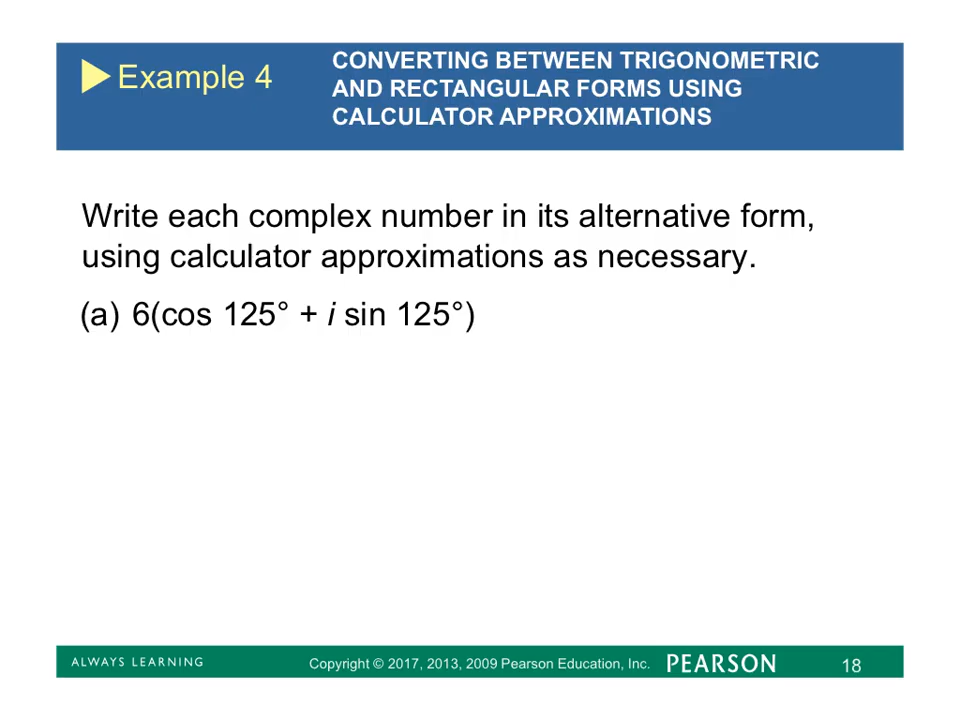 Example 4
CONVERTING BETWEEN TRIGONOMETRIC
AND RECTANGULAR FORMS USING
CALCULATOR APPROXIMATIONS
Write each complex number in its alternative form,
using calculator approximations as necessary.
(a) 6(cos 125° + i sin 125°)
ALWAYS LEARNING
Copyright © 2017, 2013, 2009 Pearson Education, Inc.
PEARSON
18